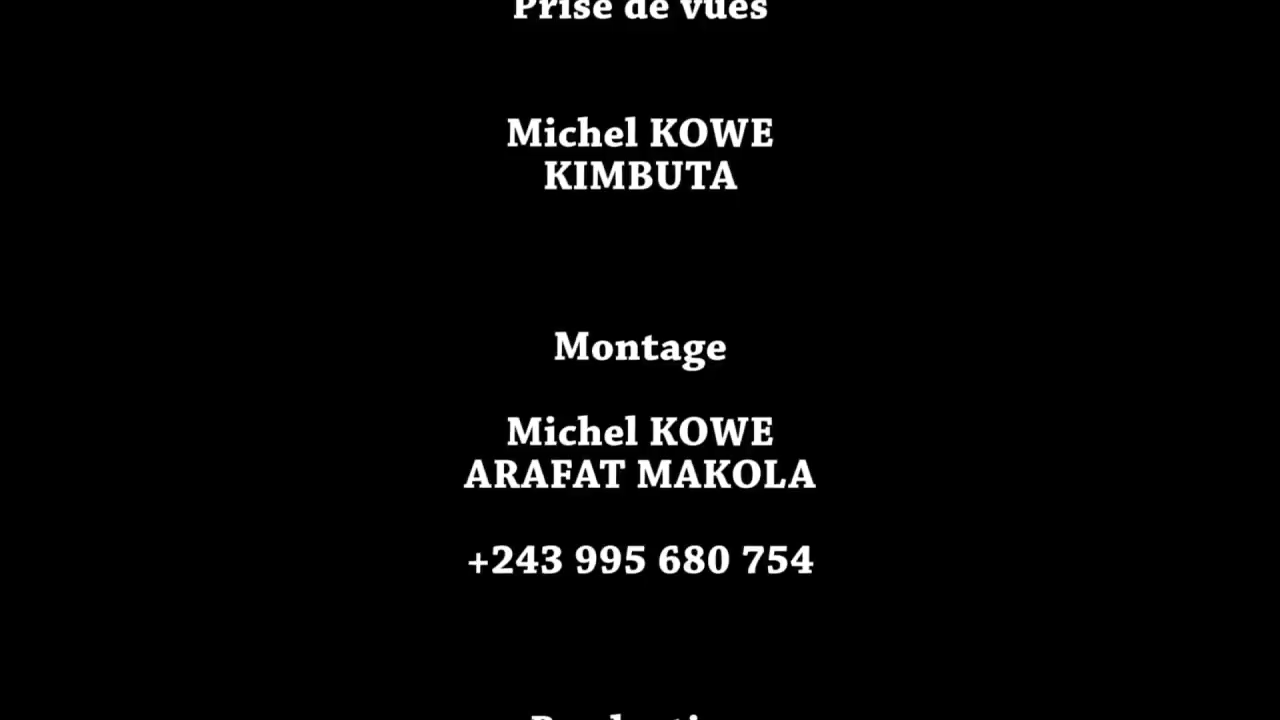 Prise de vues
Michel KOWE
KIMBUTA
Montage
Michel KOWE
ARAFAT MAKOLA
+243 995 680 754